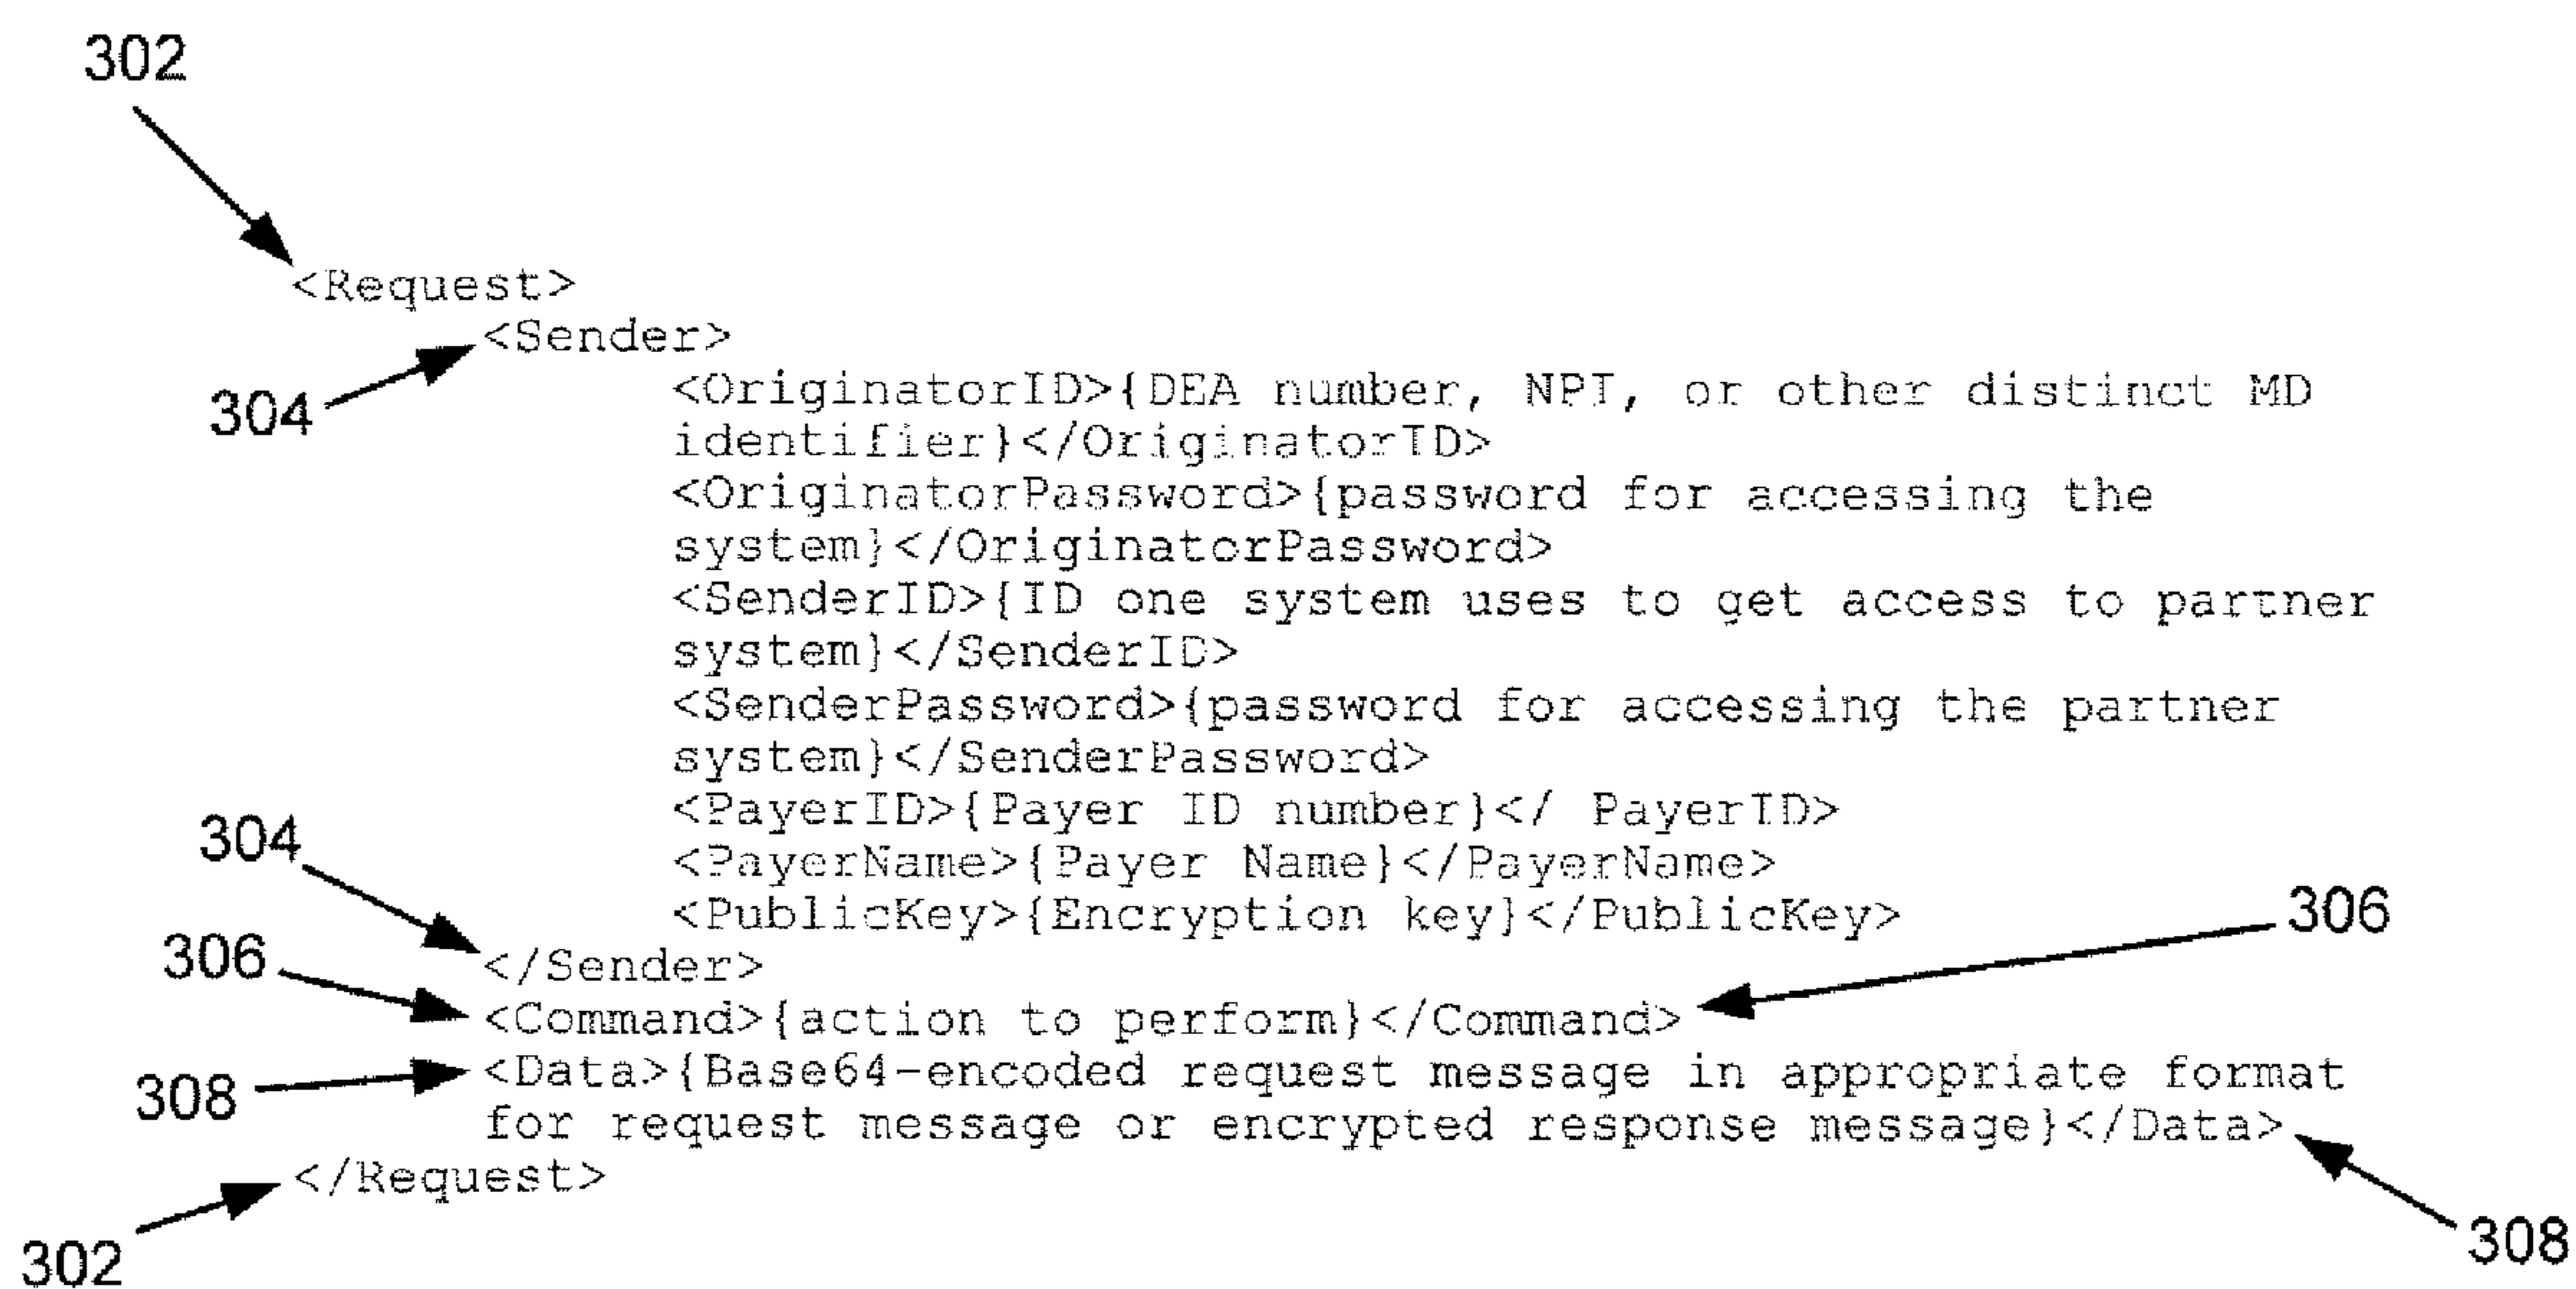 302
<Request>
<Sender>
304
<OriginatorID>{DEA number, NPI, or other distinct MD
identifier}</OriginatorID>
<OriginatorPassword>{password for accessing the
system}</OriginatorPassword>
<SenderID>{ID one system uses to get access to partner
system}</SenderID>
<SenderPassword>{password for accessing the partner
system}</SenderPassword>
<PayerID>{Payer ID number}</ PayerID>
304
<PayerName>{Payer Name}</PayerName>
<PublicKey>{Encryption key}</PublicKey>
306
306
</Sender>
<Command>{action to perform}</Command>
308
<Data>{Base64-encoded request message in appropriate format
for request message or encrypted response message}</Data>
</Request>
302
308